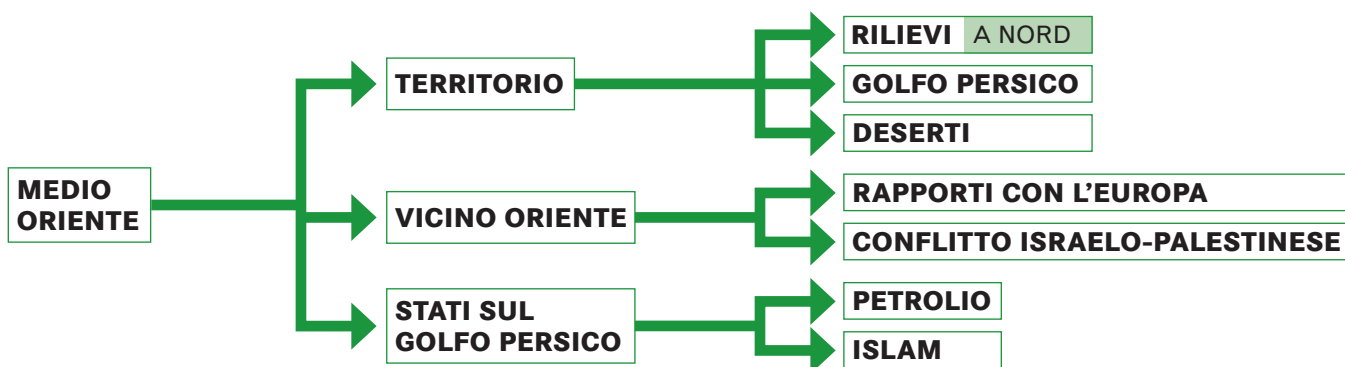 MEDIO
ORIENTE
TERRITORIO
RILIEVI A NORD
GOLFO PERSICO
DESERTI
VICINO ORIENTE
RAPPORTI CON L'EUROPA
CONFLITTO ISRAELO-PALESTINESE
STATI SUL
GOLFO PERSICO
PETROLIO
ISLAM